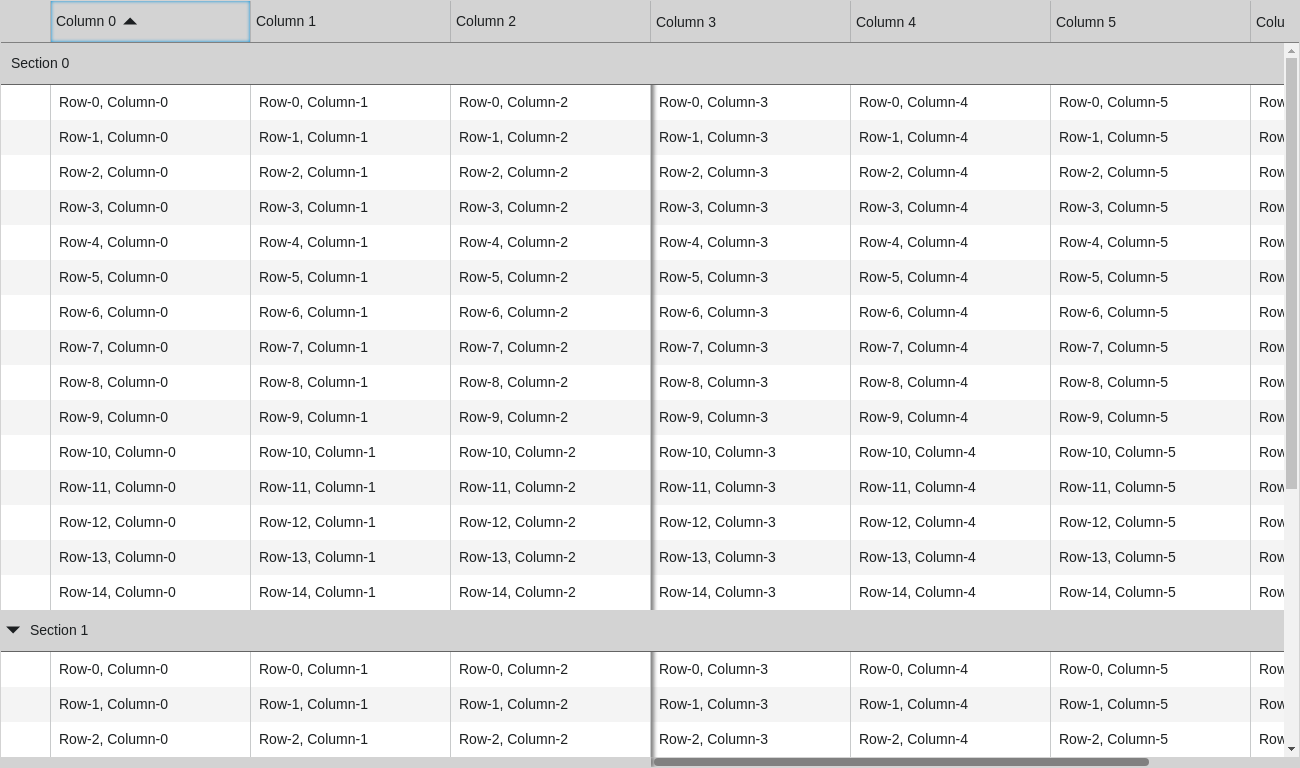 Column 0 Column 1 Column 2 Column 3 Column 4 Column 5 Colu
Section 0
Row-0, Column-0 Row-0, Column-1 Row-0, Column-2 Row-0, Column-3 Row-0, Column-4 Row-0, Column-5 Row
Row-1, Column-0 Row-1, Column-1 Row-1, Column-2 Row-1, Column-3 Row-1, Column-4 Row-1, Column-5 Row
Row-2, Column-0 Row-2, Column-1 Row-2, Column-2 Row-2, Column-3 Row-2, Column-4 Row-2, Column-5 Row
Row-3, Column-0 Row-3, Column-1 Row-3, Column-2 Row-3, Column-3 Row-3, Column-4 Row-3, Column-5 Row
Row-4, Column-0 Row-4, Column-1 Row-4, Column-2 Row-4, Column-3 Row-4, Column-4 Row-4, Column-5 Row
Row-5, Column-0 Row-5, Column-1 Row-5, Column-2 Row-5, Column-3 Row-5, Column-4 Row-5, Column-5 Row
Row-6, Column-0 Row-6, Column-1 Row-6, Column-2 Row-6, Column-3 Row-6, Column-4 Row-6, Column-5 Row
Row-7, Column-0 Row-7, Column-1 Row-7, Column-2 Row-7, Column-3 Row-7, Column-4 Row-7, Column-5 Row
Row-8, Column-0 Row-8, Column-1 Row-8, Column-2 Row-8, Column-3 Row-8, Column-4 Row-8, Column-5 Row
Row-9, Column-0 Row-9, Column-1 Row-9, Column-2 Row-9, Column-3 Row-9, Column-4 Row-9, Column-5 Row
Row-10, Column-0 Row-10, Column-1 Row-10, Column-2 Row-10, Column-3 Row-10, Column-4 Row-10, Column-5 Row
Row-11, Column-0 Row-11, Column-1 Row-11, Column-2 Row-11, Column-3 Row-11, Column-4 Row-11, Column-5 Row
Row-12, Column-0 Row-12, Column-1 Row-12, Column-2 Row-12, Column-3 Row-12, Column-4 Row-12, Column-5 Row
Row-13, Column-0 Row-13, Column-1 Row-13, Column-2 Row-13, Column-3 Row-13, Column-4 Row-13, Column-5 Row
Row-14, Column-0 Row-14, Column-1 Row-14, Column-2 Row-14, Column-3 Row-14, Column-4 Row-14, Column-5 Row
Section 1
Row-0, Column-0 Row-0, Column-1 Row-0, Column-2 Row-0, Column-3 Row-0, Column-4 Row-0, Column-5 Row
Row-1, Column-0 Row-1, Column-1 Row-1, Column-2 Row-1, Column-3 Row-1, Column-4 Row-1, Column-5 Row
Row-2, Column-0 Row-2, Column-1 Row-2, Column-2 Row-2, Column-3 Row-2, Column-4 Row-2, Column-5 Row